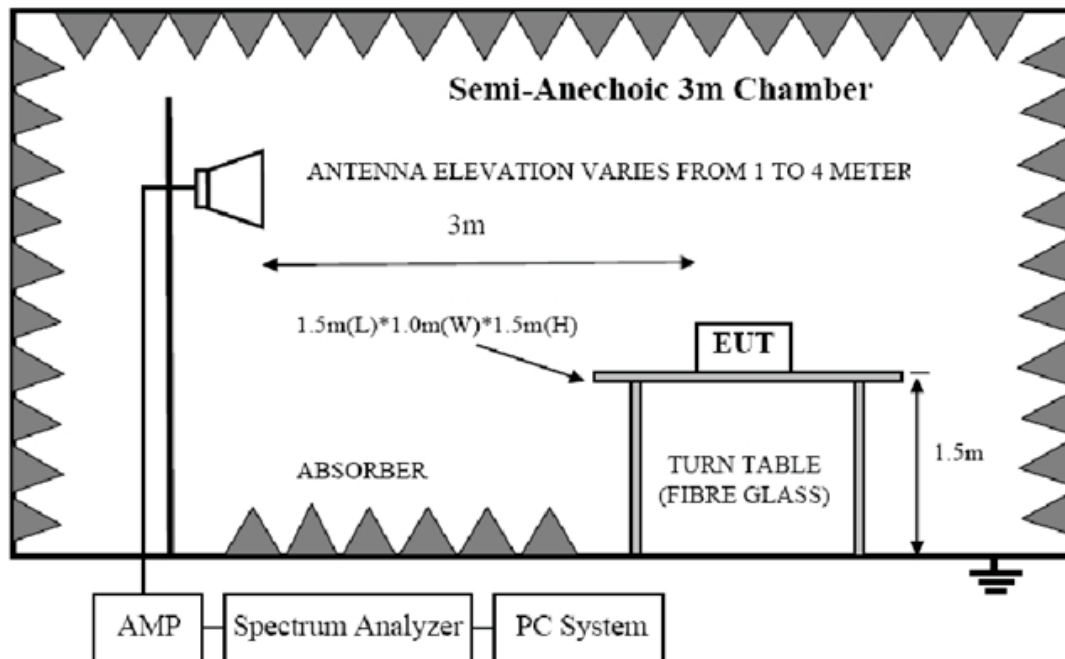 Semi-Anechoic 3m Chamber
ANTENNA ELEVATION VARIES FROM 1 TO 4 METER
3m
1.5m(L)*1.0m(W)*1.5m(H)
EUT
1.5m
ABSORBER
TURN TABLE
(FIBRE GLASS)
AMP
Spectrum Analyzer
PC System